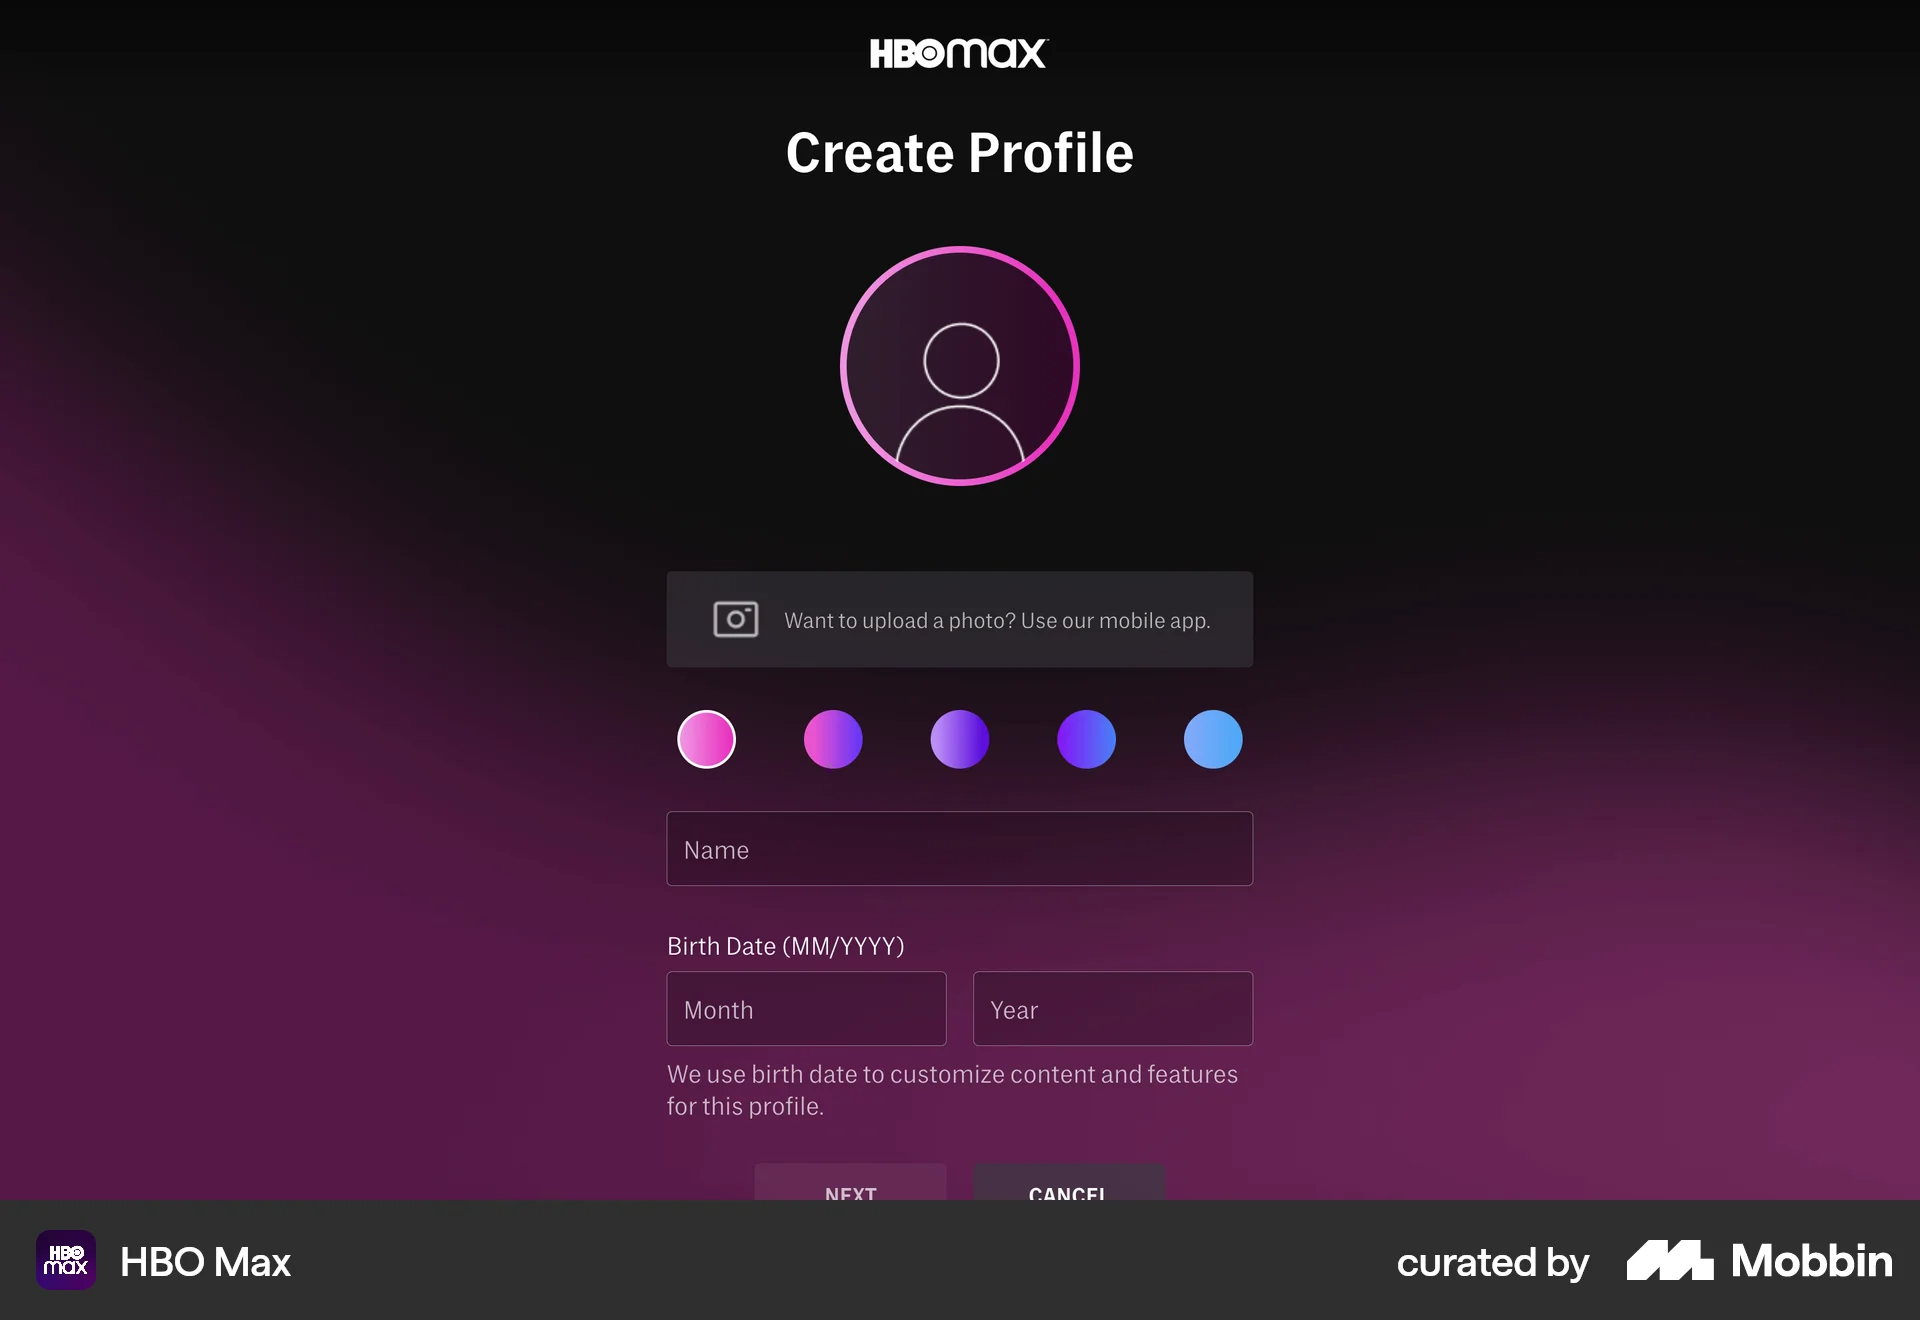 HBOmax
Create Profile
Want to upload a photo? Use our mobile app.
Name
Birth Date (MM/YYYY)
Month
Year
We use birth date to customize content and features
for this profile.
NEXT
CANCEL
HBO
max
HBO Max
curated by
Mobbin